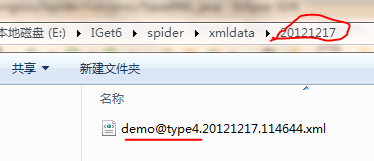 本地磁盘 (E:) ▸ IGet6 ▸ spider ▸ xmldata ▸ 20121217
共享 ▾ 新建文件夹
名称
demo@type4.20121217.114644.xml